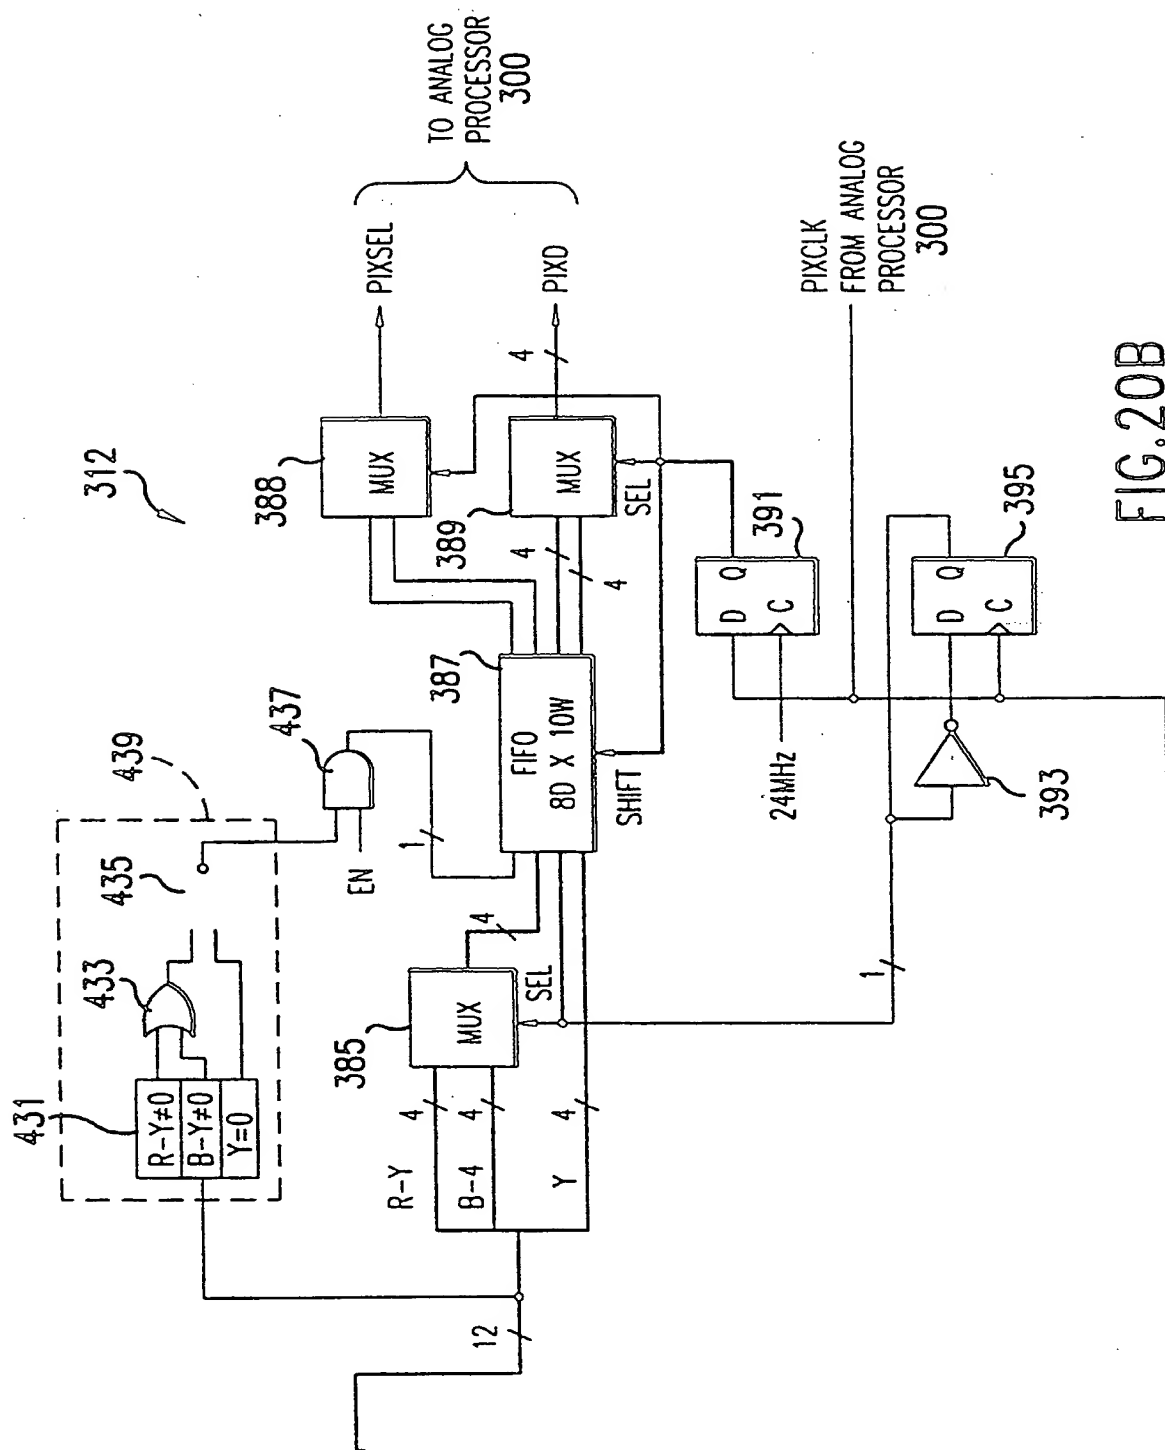 312
TO ANALOG
PROCESSOR
300
PIXSEL
PIXD
4
388
MUX
389
MUX
SEL
4
4
439
435
433
431
R-Y≠0
B-Y≠0
Y=0
437
EN
1
387
FIFO
8D X 10W
SHIFT
385
MUX
SEL
4
R-Y
4
B-4
4
Y
4
12
391
D Q
C
24MHz
PIXCLK
FROM ANALOG
PROCESSOR
300
395
D Q
C
393
1
FIG.20B